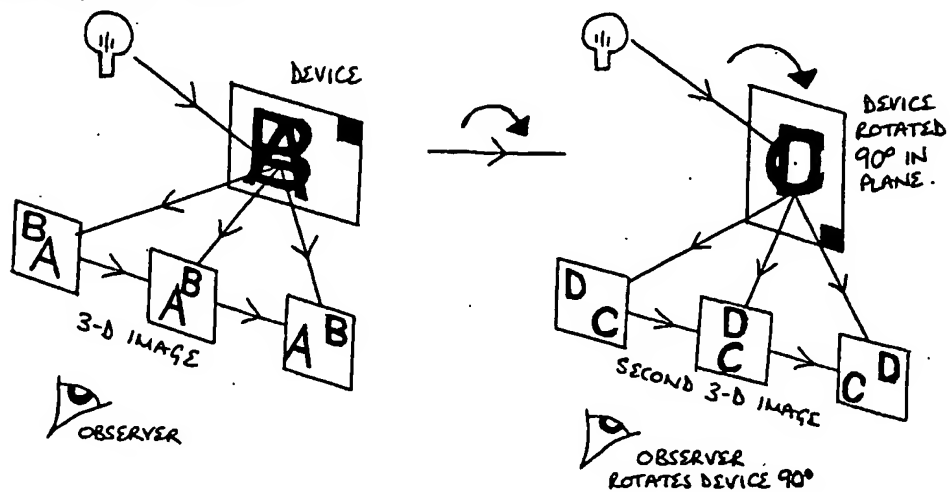 DEVICE
B
A
B
A
B
A
B
A
3-D IMAGE
OBSERVER
DEVICE
ROTATED
90° IN
PLANE.
C
D
D
C
D
C
D
C
SECOND 3-D IMAGE
OBSERVER
ROTATES DEVICE 90°